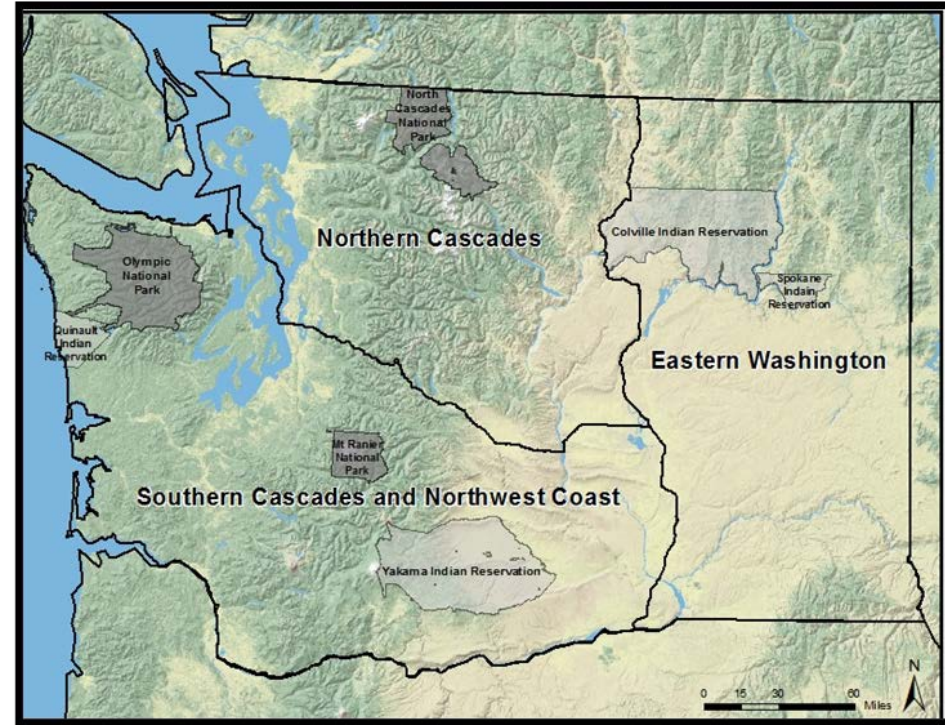 North
Cascades
National
Park
&
Northern Cascades
Colville Indian Reservation
Olympic
National
Park
Spokane
Indain
Reservation
Quinault
Indian
Reservation
Eastern Washington
Mt Ranier
National
Park
Southern Cascades and Northwest Coast
Yakama Indian Reservation
N
0 15 30 60
Miles